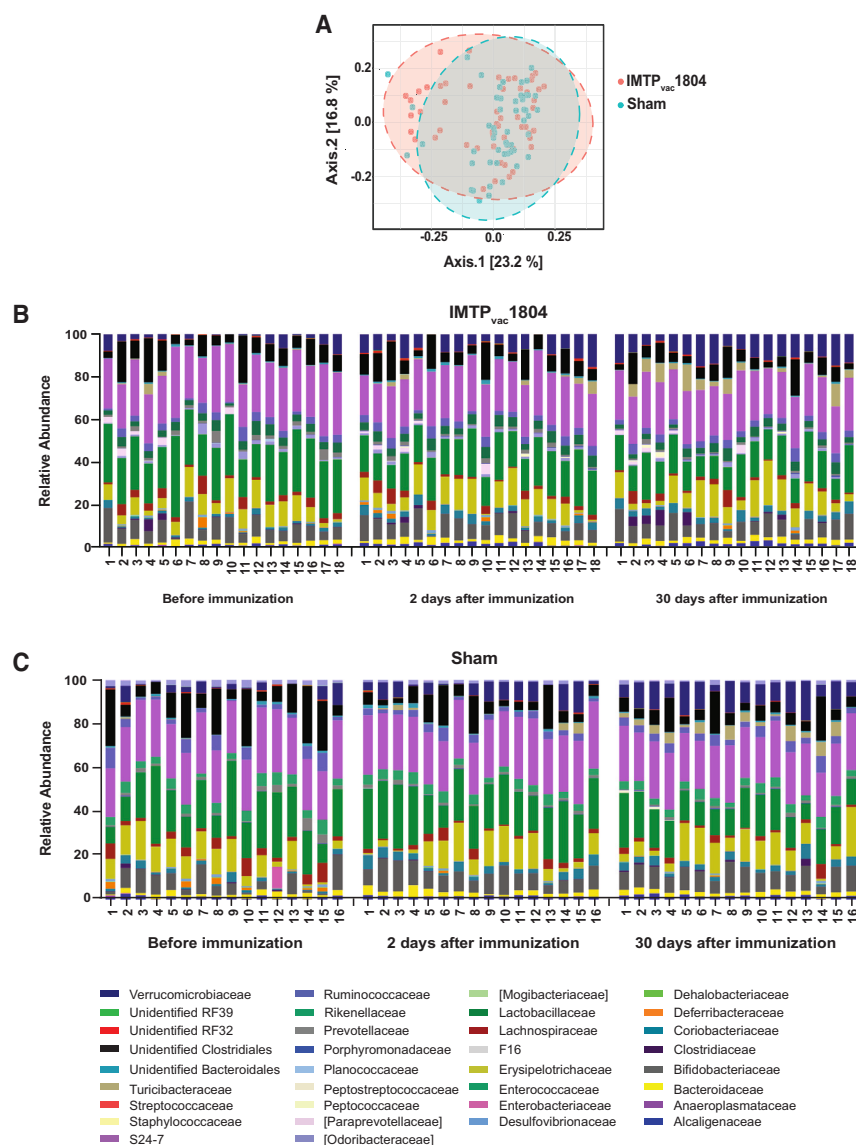 A
0.2
0.0
-0.2
Axis.2 [16.8 %]
-0.25
0.0
0.25
Axis.1 [23.2 %]
IMTPvac1804
Sham
B
IMTPvac1804
Relative Abundance
100
80
60
40
20
0
1 2 3 4 5 6 7 8 9 10 11 12 13 14 15 16 17 18
1 2 3 4 5 6 7 8 9 10 11 12 13 14 15 16 17 18
1 2 3 4 5 6 7 8 9 10 11 12 13 14 15 16 17 18
Before immunization
2 days after immunization
30 days after immunization
C
Sham
Relative Abundance
100
80
60
40
20
0
1 2 3 4 5 6 7 8 9 10 11 12 13 14 15 16
1 2 3 4 5 6 7 8 9 10 11 12 13 14 15 16
1 2 3 4 5 6 7 8 9 10 11 12 13 14 15 16
Before immunization
2 days after immunization
30 days after immunization
Verrucomicrobiaceae
Unidentified RF39
Unidentified RF32
Unidentified Clostridiales
Unidentified Bacteroidales
Turicibacteraceae
Streptococcaceae
Staphylococcaceae
S24-7
Ruminococcaceae
Rikenellaceae
Prevotellaceae
Porphyromonadaceae
Planococcaceae
Peptostreptococcaceae
Peptococcaceae
[Paraprevotellaceae]
[Odoribacteraceae]
[Mogibacteriaceae]
Lactobacillaceae
Lachnospiraceae
F16
Erysipelotrichaceae
Enterococcaceae
Enterobacteriaceae
Desulfovibrionaceae
Dehalobacteriaceae
Deferribacteraceae
Coriobacteriaceae
Clostridiaceae
Bifidobacteriaceae
Bacteroidaceae
Anaeroplasmataceae
Alcaligenaceae